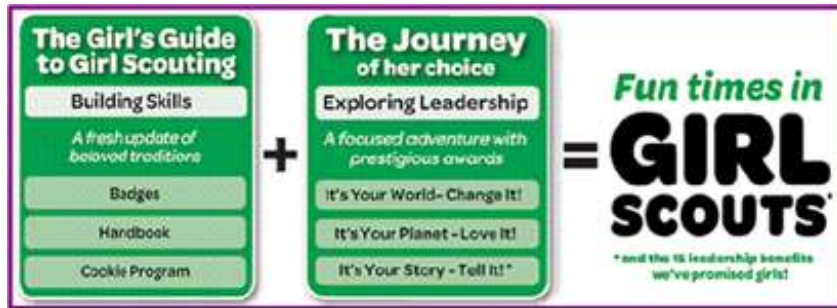 The Girl's Guide
to Girl Scouting
Building Skills
A fresh update of
beloved traditions
Badges
Handbook
Cookie Program
+
The Journey
of her choice
Exploring Leadership
A focused adventure with
prestigious awards
It's Your World-Change It!
It's Your Planet-Love It!
It's Your Story-Tell It!*
=
Fun times in
GIRL
SCOUTS*
*and the 15 leadership benefits
we've promised girls!